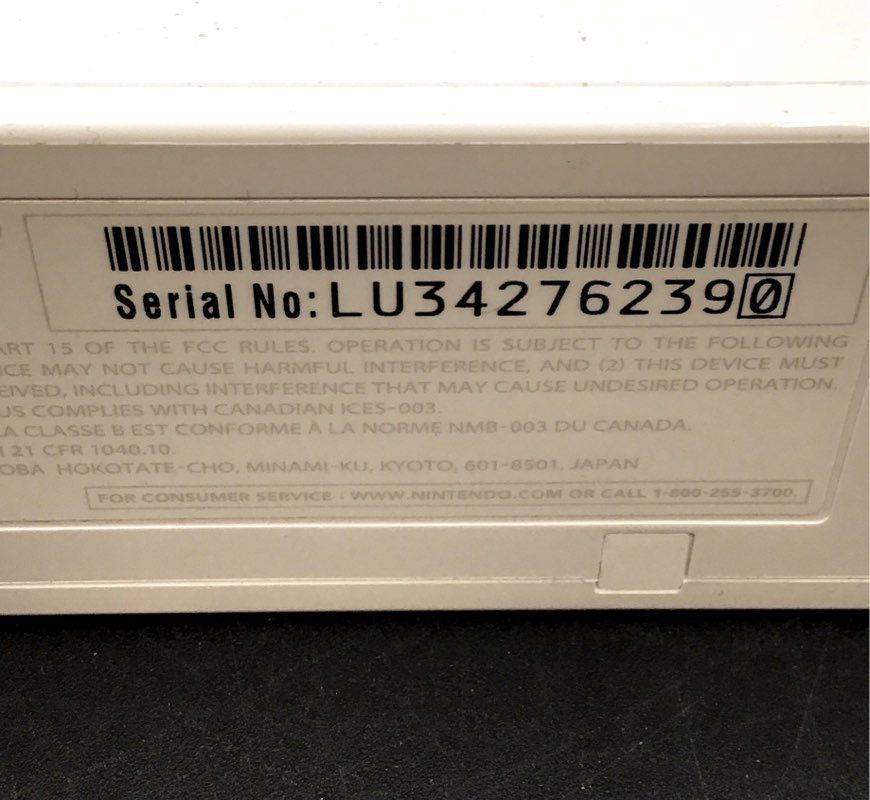 Serial No:LU342762390
ART 15 OF THE FCC RULES. OPERATION IS SUBJECT TO THE FOLLOWING
ICE MAY NOT CAUSE HARMFUL INTERFERENCE, AND (2) THIS DEVICE MUST
EIVED, INCLUDING INTERFERENCE THAT MAY CAUSE UNDESIRED OPERATION.
US COMPLIES WITH CANADIAN ICES-003.
LA CLASSE B EST CONFORME À LA NORME NMB-003 DU CANADA.
21 CFR 1040.10.
OBA HOKOTATE-CHO, MINAMI-KU, KYOTO, 601-8501, JAPAN
FOR CONSUMER SERVICE : WWW.NINTENDO.COM OR CALL 1-800-255-3700.